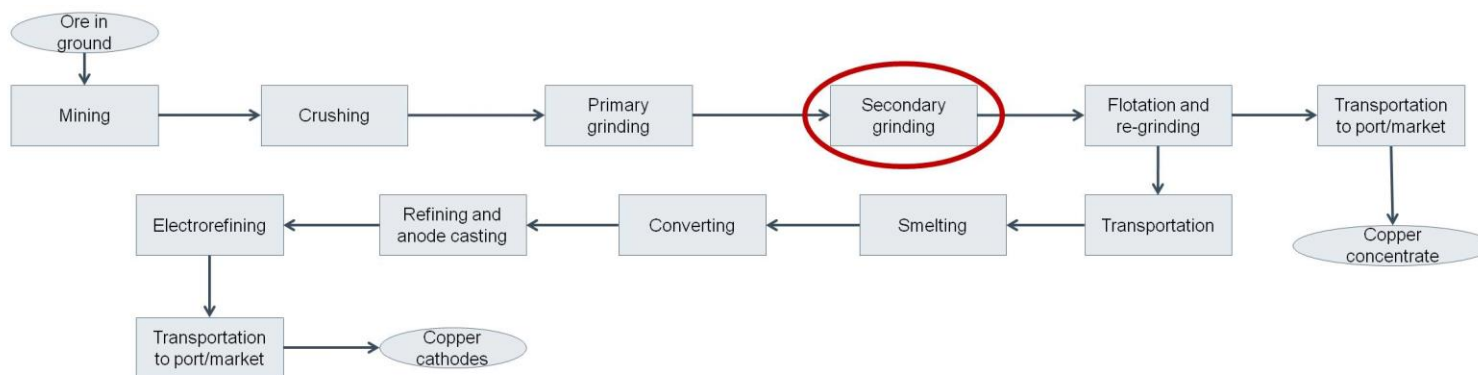 Ore in
ground
Mining
Crushing
Primary
grinding
Secondary
grinding
Flotation and
re-grinding
Transportation
to port/market
Electrorefining
Refining and
anode casting
Converting
Smelting
Transportation
Copper
concentrate
Transportation
to port/market
Copper
cathodes